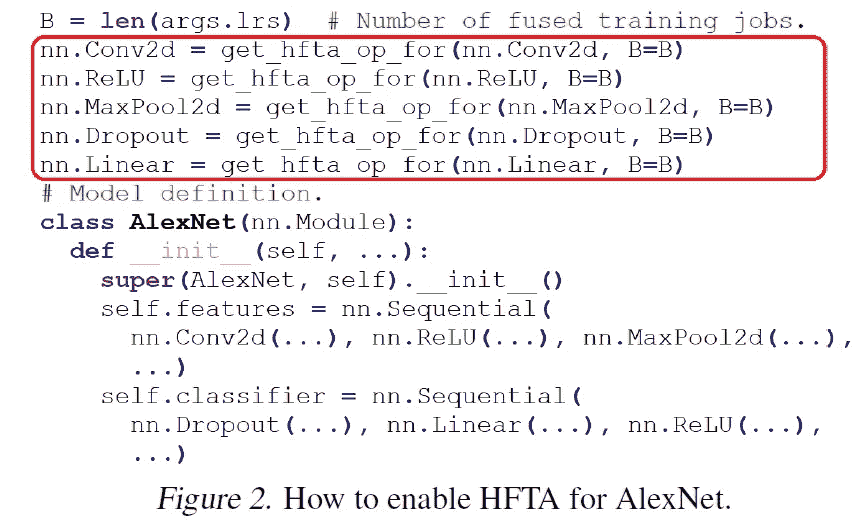 B = len(args.lrs)  # Number of fused training jobs.
nn.Conv2d = get_hfta_op_for(nn.Conv2d, B=B)
nn.ReLU = get_hfta_op_for(nn.ReLU, B=B)
nn.MaxPool2d = get_hfta_op_for(nn.MaxPool2d, B=B)
nn.Dropout = get_hfta_op_for(nn.Dropout, B=B)
nn.Linear = get_hfta_op_for(nn.Linear, B=B)
# Model definition.
class AlexNet(nn.Module):
  def __init__(self, ...):
    super(AlexNet, self).__init__()
    self.features = nn.Sequential(
      nn.Conv2d(...), nn.ReLU(...), nn.MaxPool2d(...),
      ...)
    self.classifier = nn.Sequential(
      nn.Dropout(...), nn.Linear(...), nn.ReLU(...),
      ...)
Figure 2. How to enable HFTA for AlexNet.